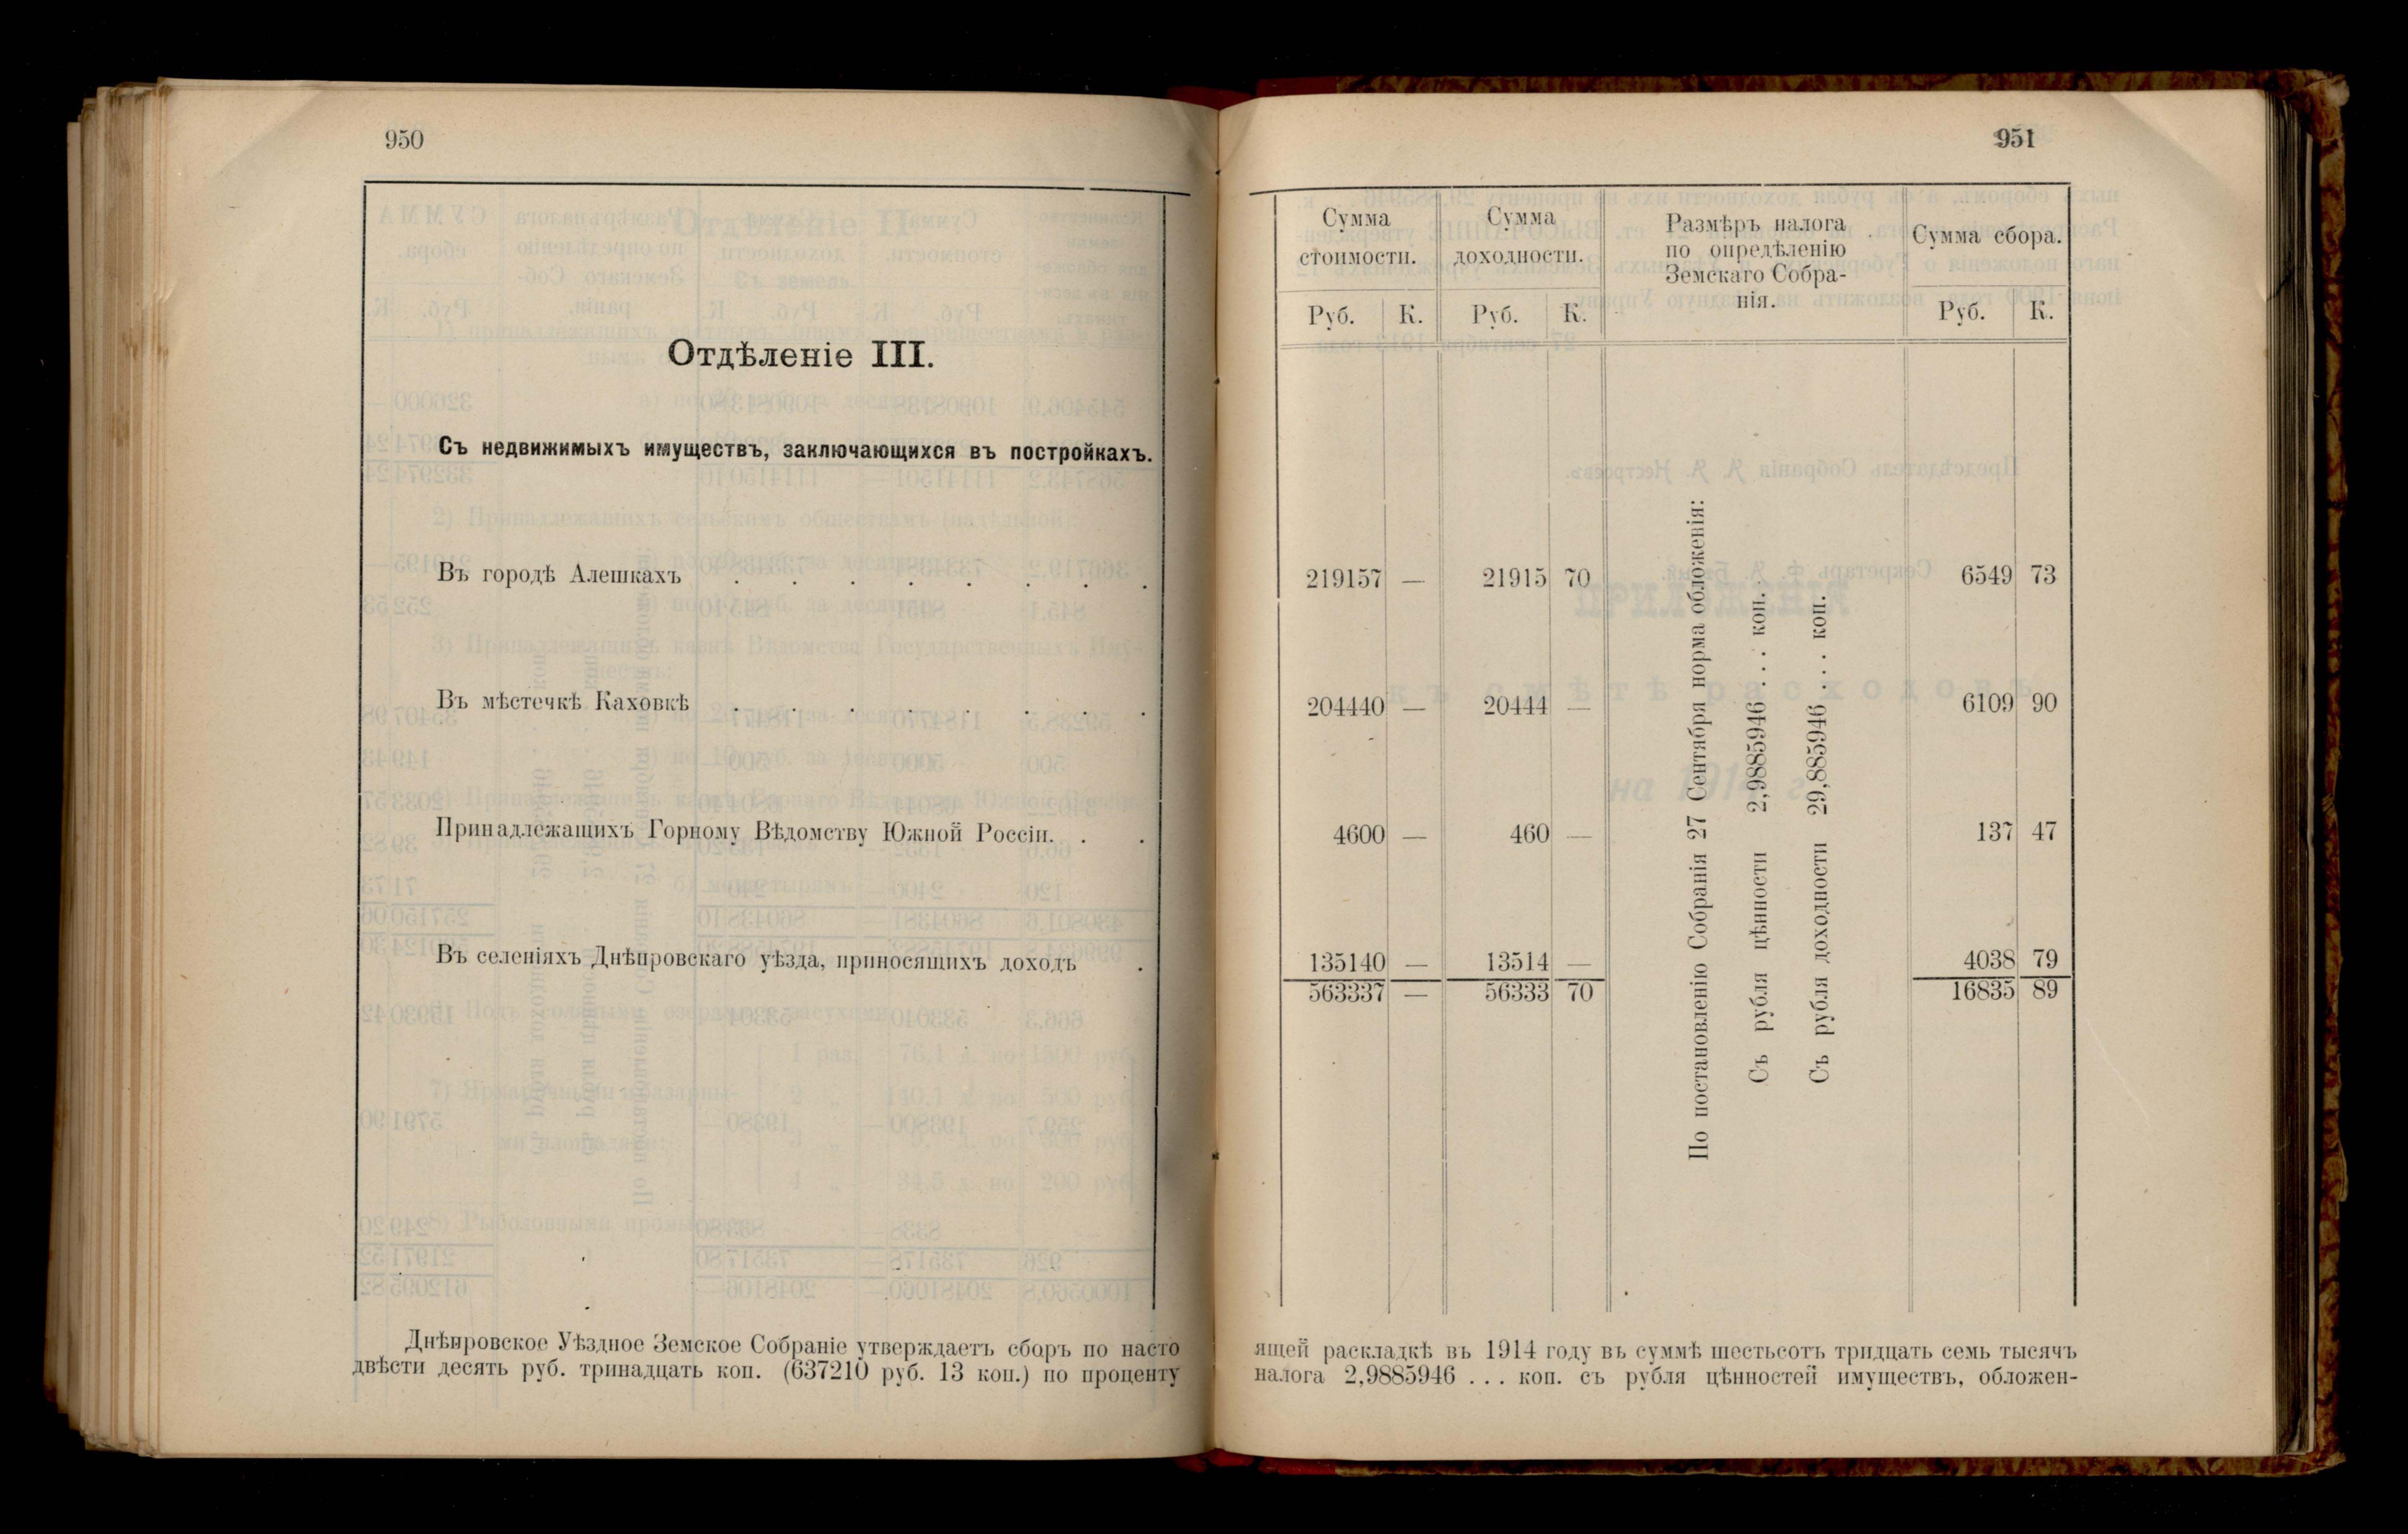 950
Отдѣленіе III.
Съ недвижимыхъ имуществъ, заключающихся въ постройкахъ.
Въ городѣ Алешкахъ . . . . . . . .
Въ мѣстечкѣ Каховкѣ . . . . . . . .
Принадлежащихъ Горному Вѣдомству Южной Россіи. . .
Въ селеніяхъ Днѣпровскаго уѣзда, приносящихъ доходъ .
Днѣпровское Уѣздное Земское Собраніе утверждаетъ сборъ по насто
двѣсти десять руб. тринадцать коп. (637210 руб. 13 коп.) по проценту
951
Сумма стоимости. Сумма доходности. Размѣръ налога по опредѣленію Земскаго Собра-нія. Сумма сбора.
Руб. К. Руб. К. Руб. К.
219157 — 21915 70 6549 73
204440 — 20444 — 6109 90
4600 — 460 — 137 47
135140 — 13514 — 4038 79
563337 — 56333 70 16835 89
По постановленію Собранія 27 Сентября норма обложенія:
Съ рубля цѣнности 2,9885946 . . . коп.
Съ рубля доходности 29,885946 . . . коп.
ящей раскладкѣ въ 1914 году въ суммѣ шестьсотъ тридцать семь тысячъ
налога 2,9885946 . . . коп. съ рубля цѣнностей имуществъ, обложен-